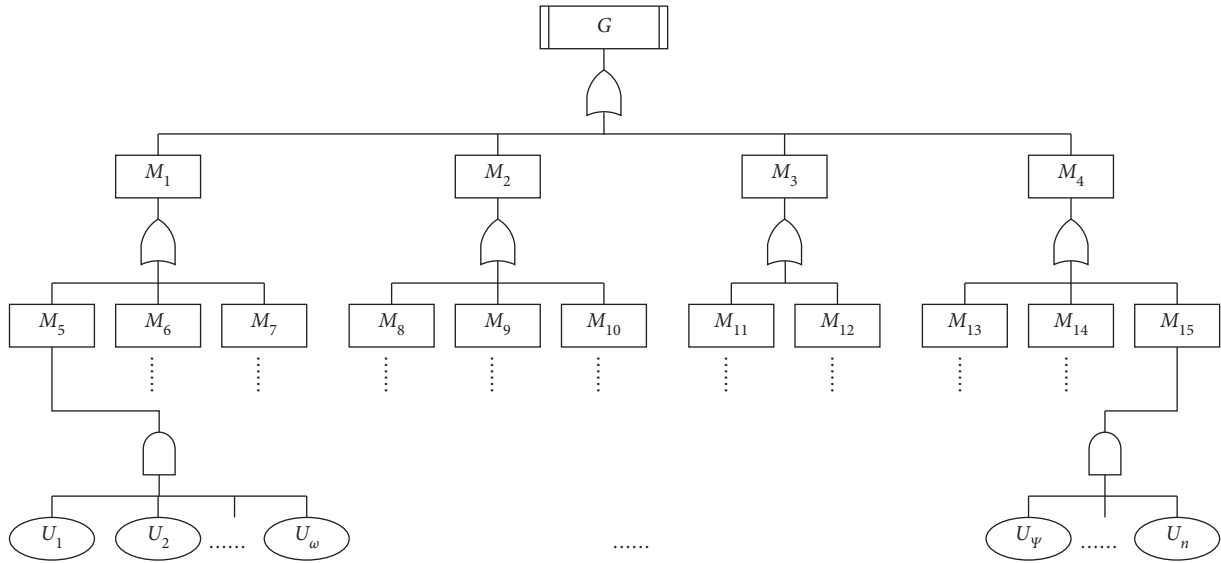 G
M1 M2 M3 M4
M5 M6 M7 M8 M9 M10 M11 M12 M13 M14 M15
U1 U2 ...... Uω ...... UΨ ...... Un